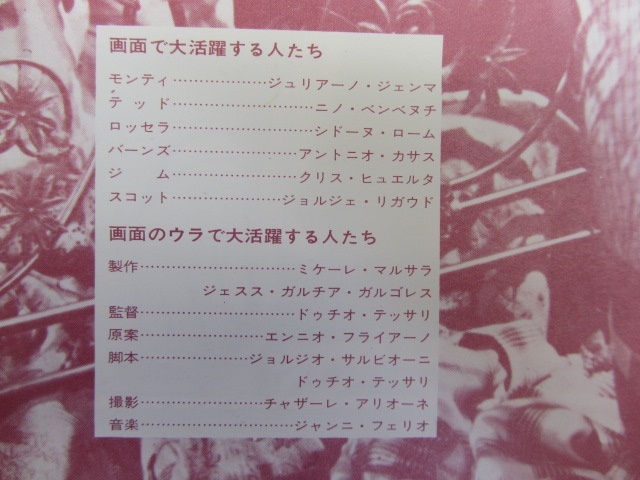 画面で大活躍する人たち
モンティ………………ジュリアーノ・ジェンマ
テッド……………………ニノ・ベンベヌチ
ロッセラ……………………シドーヌ・ローム
バーンズ…………………アントニオ・カサス
ジム…………………クリス・ヒュエルタ
スコット………………ジョルジェ・リガウド
画面のウラで大活躍する人たち
製作………………………ミケーレ・マルサラ
ジェスス・ガルチア・ガルゴレス
監督………………………ドゥチオ・テッサリ
原案…………………エンニオ・フライアーノ
脚本………………ジョルジオ・サルビオーニ
ドゥチオ・テッサリ
撮影…………………チャザーレ・アリオーネ
音楽………………………ジャンニ・フェリオ